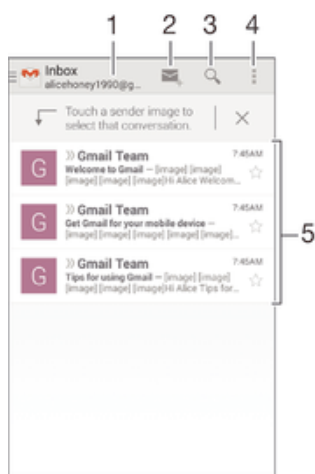 1 2 3 4
Inbox
alicehoney1990@g...
Touch a sender image to
select that conversation.
G
» Gmail Team 7:45AM
Welcome to Gmail – [image] [image]
[image] [image] [image]Hi Alice Welcom...
G
» Gmail Team 7:45AM
Get Gmail for your mobile device –
[image] [image] [image] [image] [image]...
5
G
» Gmail Team 7:45AM
Tips for using Gmail – [image] [image]
[image] [image] [image]Hi Alice Tips for...